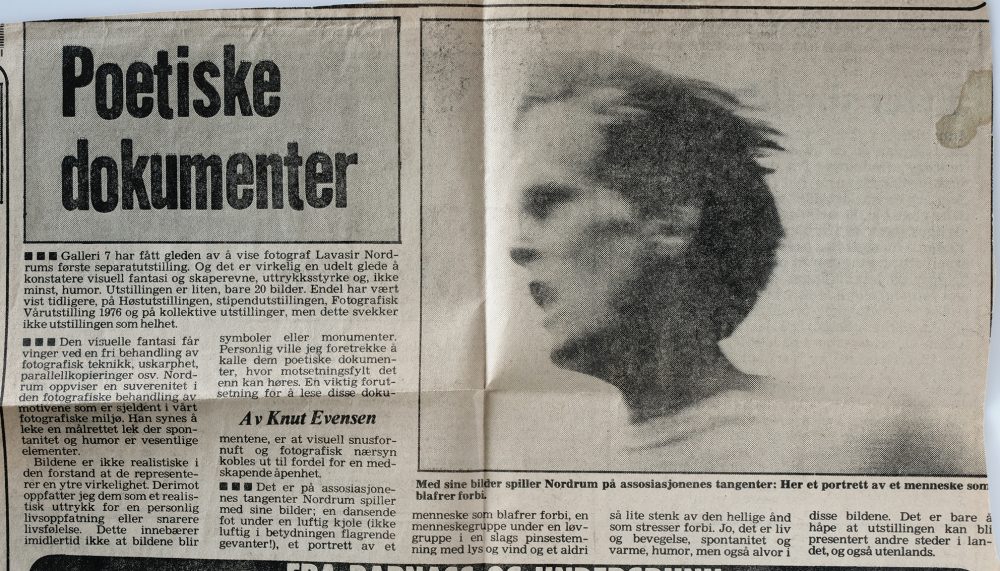 Poetiske
dokumenter
■■■ Galleri 7 har fått gleden av å vise fotograf Lavasir Nord-
rums første separatutstilling. Og det er virkelig en udelt glede å
konstatere visuell fantasi og skaperevne, uttrykksstyrke og, ikke
minst, humor. Utstillingen er liten, bare 20 bilder. Endel har vært
vist tidligere, på Høstutstillingen, stipendutstillingen, Fotografisk
Vårutstilling 1976 og på kollektive utstillinger, men dette svekker
ikke utstillingen som helhet.
■■■ Den visuelle fantasi får
vinger ved en fri behandling av
fotografisk teknikk, uskarphet,
parallellkopieringer osv. Nord-
rum oppviser en suverenitet i
den fotografiske behandling av
motivene som er sjeldent i vårt
fotografiske miljø. Han synes å
leke en målrettet lek der spon-
tanitet og humor er vesentlige
elementer.
Bildene er ikke realistiske i
den forstand at de represente-
rer en ytre virkelighet. Derimot
oppfatter jeg dem som et realis-
tisk uttrykk for en personlig
livsoppfatning eller snarere
livsfølelse. Dette innebærer
imidlertid ikke at bildene blir
symboler eller monumenter.
Personlig ville jeg foretrekke å
kalle dem poetiske dokumen-
ter, hvor motsetningsfylt det
enn kan høres. En viktig forut-
setning for å lese disse doku-
Av Knut Evensen
mentene, er at visuell snusfor-
nuft og fotografisk nærsyn
kobles ut til fordel for en med-
skapende åpenhet.
■■■ Det er på assosiasjone-
nes tangenter Nordrum spiller
med sine bilder; en dansende
fot under en luftig kjole (ikke
luftig i betydningen flagrende
gevanter!), et portrett av et
Med sine bilder spiller Nordrum på assosiasjonenes tangenter: Her et portrett av et menneske som
blafrer forbi.
menneske som blafrer forbi, en
menneskegruppe under en løv-
gruppe i en slags pinsestem-
ning med lys og vind og et aldri
så lite stenk av den hellige ånd
som stresser forbi. Jo, det er liv
og bevegelse, spontanitet og
varme, humor, men også alvor i
disse bildene. Det er bare å
håpe at utstillingen kan bli
presentert andre steder i lan-
det, og også utenlands.